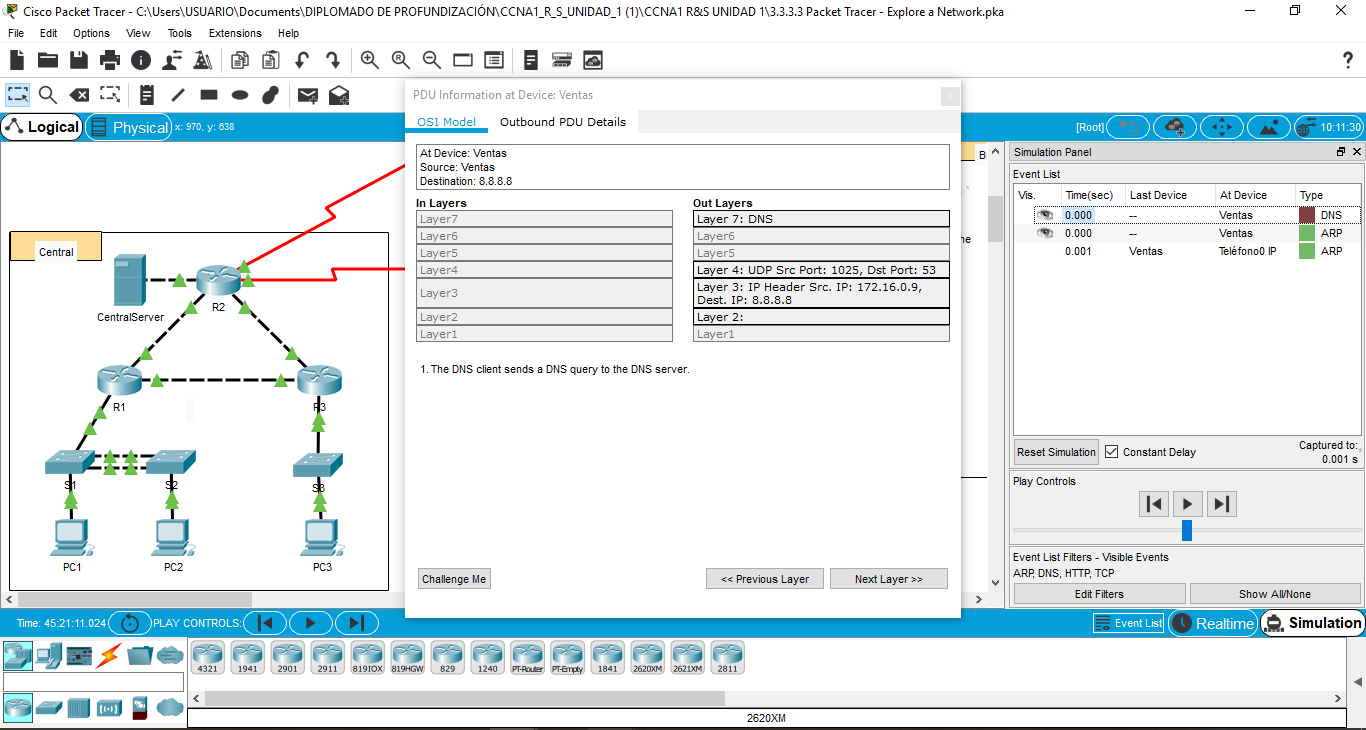 Cisco Packet Tracer - C:\Users\USUARIO\Documents\DIPLOMADO DE PROFUNDIZACIÓN\CCNA1_R_S_UNIDAD_1 (1)\CCNA1 R&S UNIDAD 1\3.3.3.3 Packet Tracer - Explore a Network.pka
File Edit Options View Tools Extensions Help
?
Logical Physical x: 970, y: 638 [Root] 10:11:30
PDU Information at Device: Ventas
OSI Model Outbound PDU Details
At Device: Ventas
Source: Ventas
Destination: 8.8.8.8
In Layers Out Layers
Layer7 Layer 7: DNS
Layer6 Layer6
Layer5 Layer5
Layer4 Layer 4: UDP Src Port: 1025, Dst Port: 53
Layer3 Layer 3: IP Header Src. IP: 172.16.0.9,
Dest. IP: 8.8.8.8
Layer2 Layer 2:
Layer1 Layer1
1. The DNS client sends a DNS query to the DNS server.
Challenge Me << Previous Layer Next Layer >>
Central
CentralServer
R2
R1
R3
S1
S2
S3
PC1
PC2
PC3
B
ne
Simulation Panel
Event List
Vis. Time(sec) Last Device At Device Type
0.000 -- Ventas DNS
0.000 -- Ventas ARP
0.001 Ventas Teléfono0 IP ARP
Reset Simulation Constant Delay Captured to:
0.001 s
Play Controls
Event List Filters - Visible Events
ARP, DNS, HTTP, TCP
Edit Filters Show All/None
Time: 45:21:11.024 PLAY CONTROLS: Event List Realtime Simulation
4321 1941 2901 2911 819IOX 819HGW 829 1240 PT-Router PT-Empty 1841 2620XM 2621XM 2811
2620XM